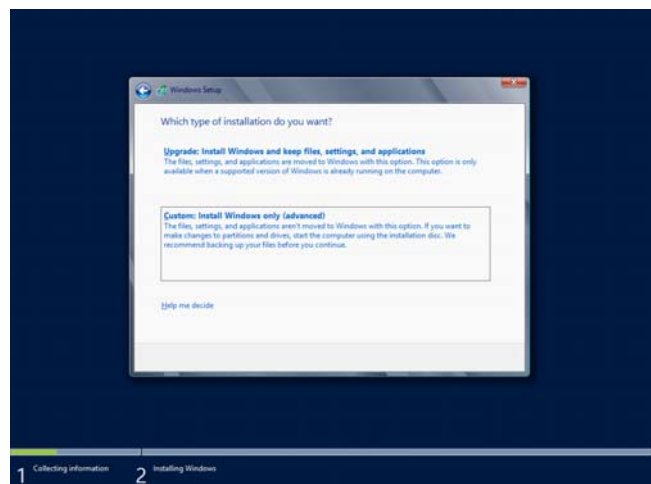 Windows Setup
Which type of installation do you want?
Upgrade: Install Windows and keep files, settings, and applications
The files, settings, and applications are moved to Windows with this option. This option is only
available when a supported version of Windows is already running on the computer.
Custom: Install Windows only (advanced)
The files, settings, and applications aren't moved to Windows with this option. If you want to
make changes to partitions and drives, start the computer using the installation disc. We
recommend backing up your files before you continue.
Help me decide
1 Collecting information
2 Installing Windows